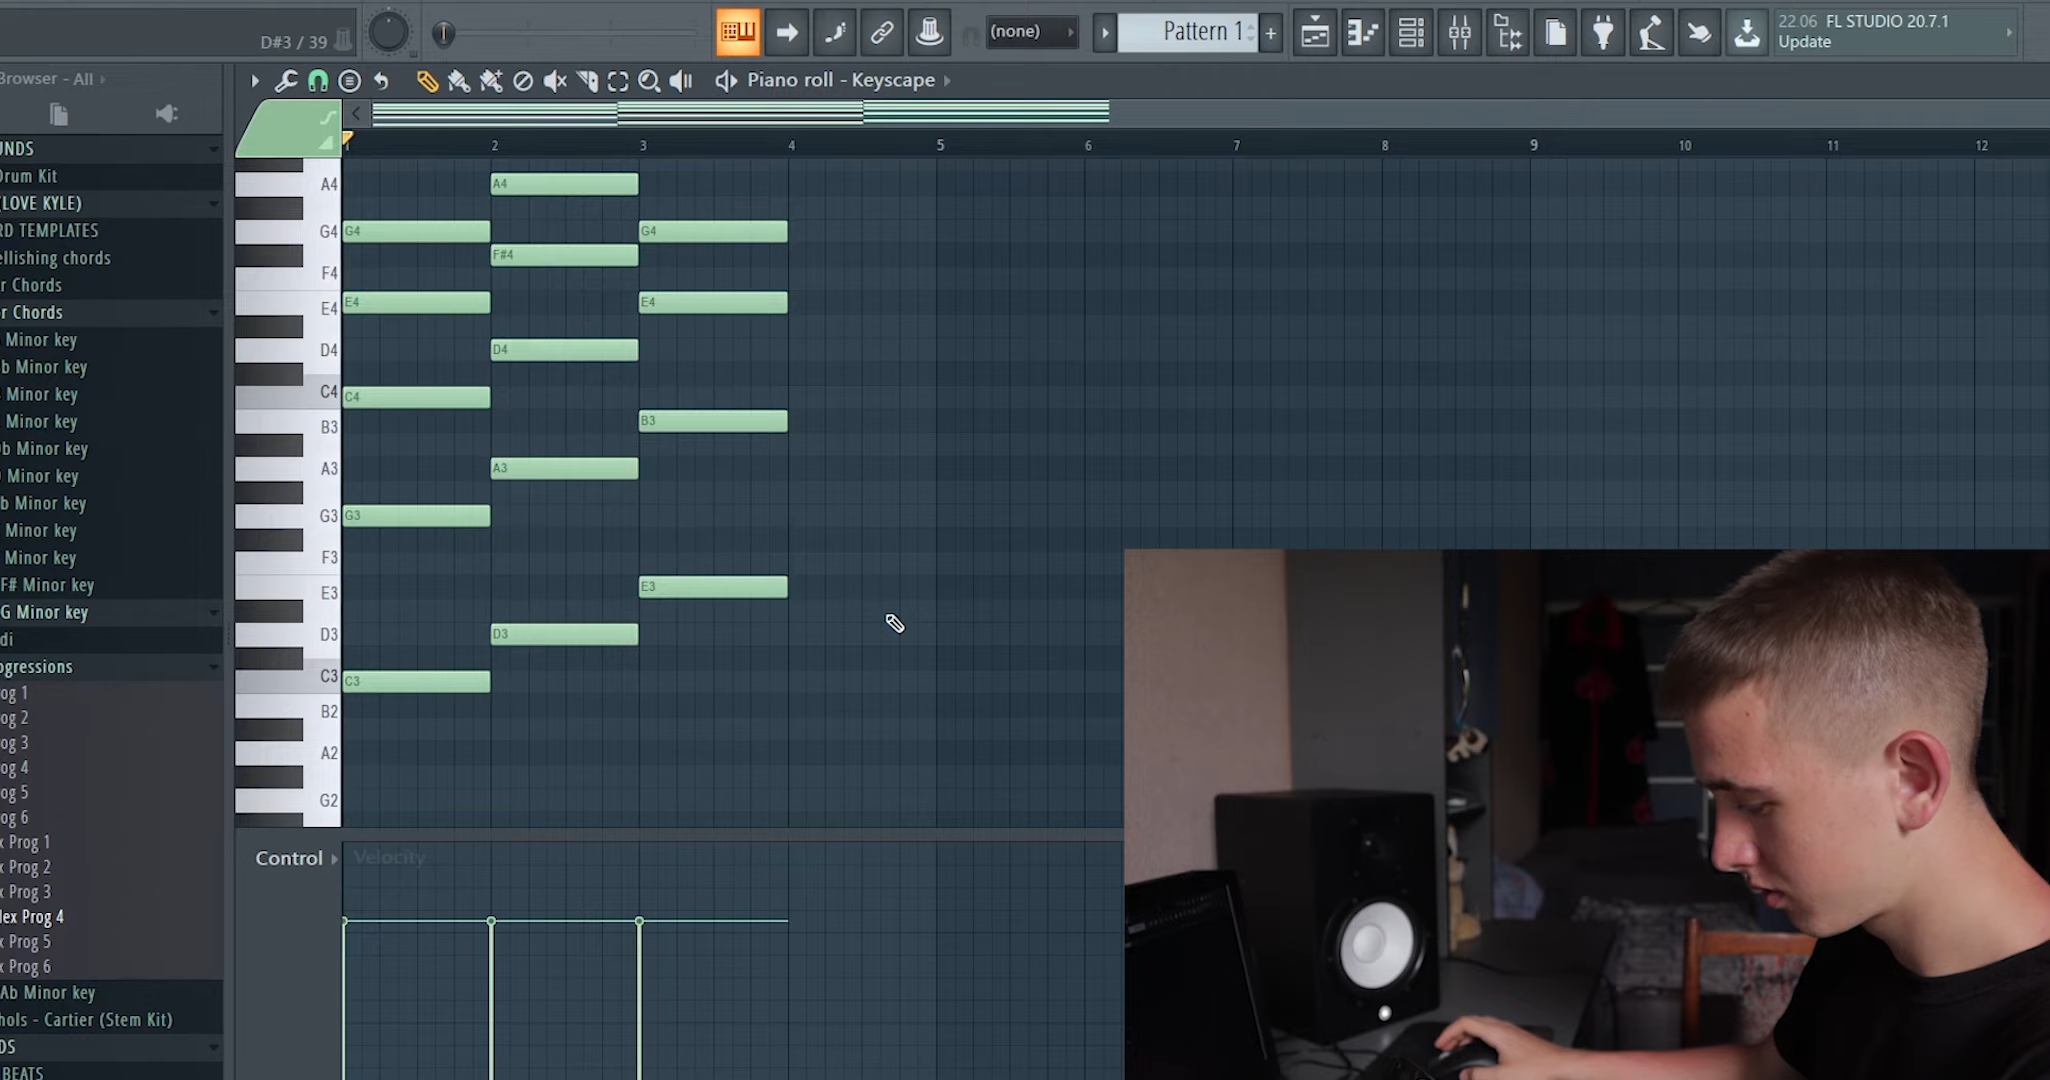 D#3 / 39
(none)
Pattern 1
22.06 FL STUDIO 20.7.1
Update
Browser - All
Piano roll - Keyscape
UNDS
Drum Kit
(LOVE KYLE)
RD TEMPLATES
ellishing chords
r Chords
r Chords
Minor key
b Minor key
Minor key
Minor key
b Minor key
Minor key
b Minor key
Minor key
Minor key
F# Minor key
G Minor key
di
ogressions
og 1
og 2
og 3
og 4
og 5
og 6
x Prog 1
x Prog 2
x Prog 3
lex Prog 4
x Prog 5
x Prog 6
Ab Minor key
hols - Cartier (Stem Kit)
DS
BEATS
1 2 3 4 5 6 7 8 9 10 11 12
A4 A4
G4 G4 G4
F#4
F4
E4 E4 E4
D4 D4
C4 C4
B3 B3
A3 A3
G3 G3
F3
E3 E3
D3 D3
C3 C3
B2
A2
G2
Control Velocity